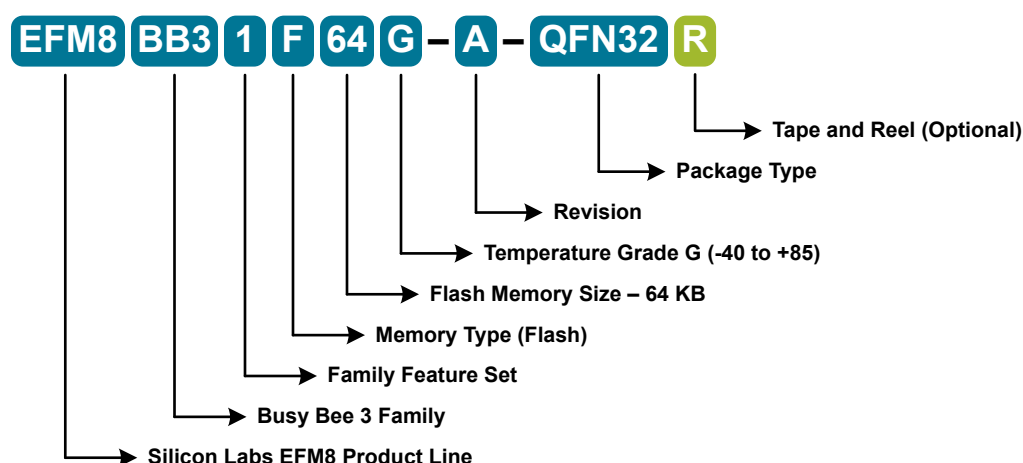 EFM8 BB3 1 F 64 G – A – QFN32 R
Tape and Reel (Optional)
Package Type
Revision
Temperature Grade G (-40 to +85)
Flash Memory Size – 64 KB
Memory Type (Flash)
Family Feature Set
Busy Bee 3 Family
Silicon Labs EFM8 Product Line